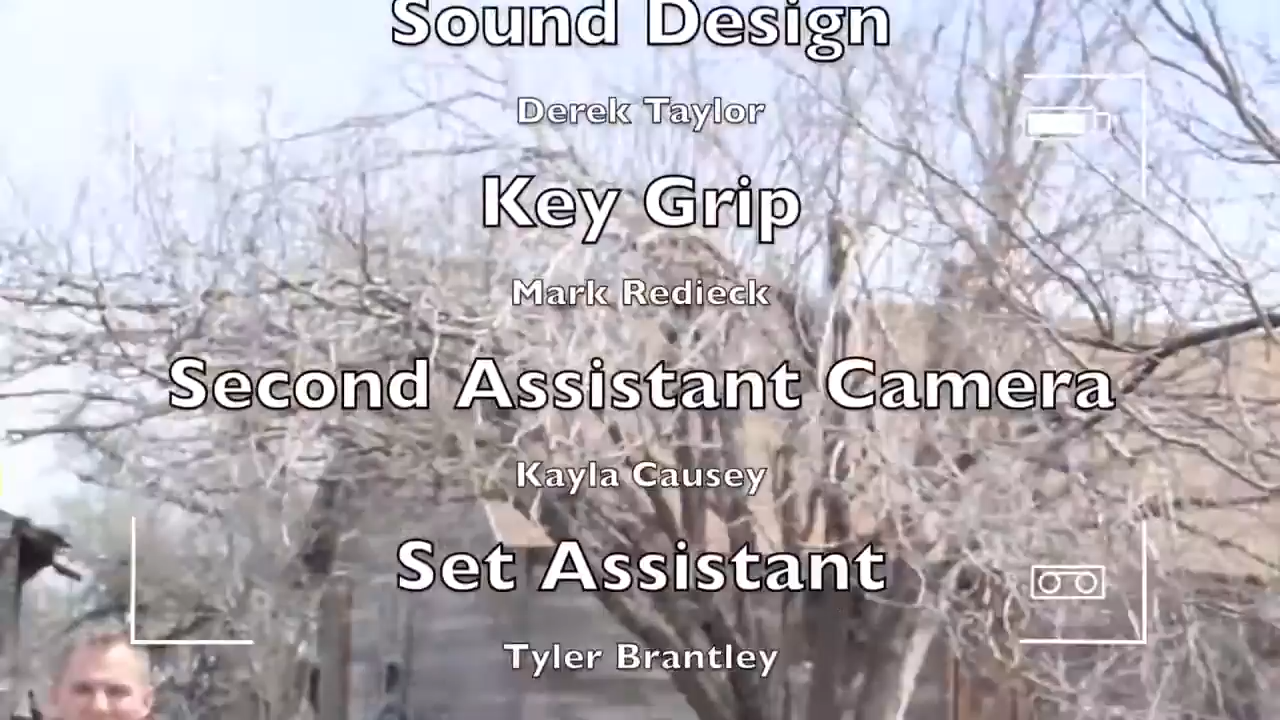 Sound Design
Derek Taylor
Key Grip
Mark Redieck
Second Assistant Camera
Kayla Causey
Set Assistant
Tyler Brantley